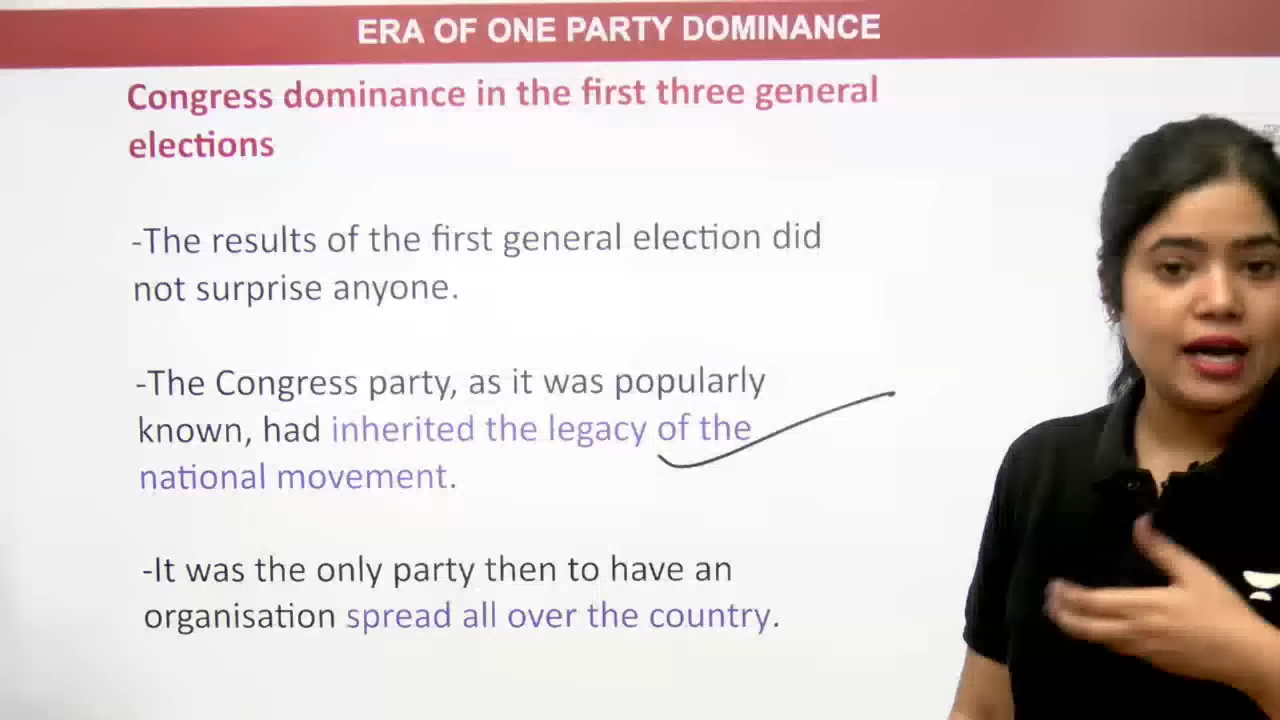 ERA OF ONE PARTY DOMINANCE
Congress dominance in the first three general
elections
-The results of the first general election did
not surprise anyone.
-The Congress party, as it was popularly
known, had inherited the legacy of the
national movement.
-It was the only party then to have an
organisation spread all over the country.